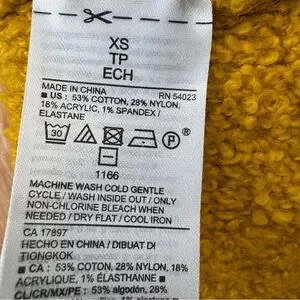 XS
TP
ECH
MADE IN CHINA RN 54023
■ US : 53% COTTON, 28% NYLON,
18% ACRYLIC, 1% SPANDEX /
ELASTANE
30 P
1166
MACHINE WASH COLD GENTLE
CYCLE / WASH INSIDE OUT / ONLY
NON-CHLORINE BLEACH WHEN
NEEDED / DRY FLAT / COOL IRON
CA 17897
HECHO EN CHINA / DIBUAT DI
TIONGKOK
■ CA : 53% COTTON, 28% NYLON, 18%
ACRYLIC, 1% ÉLASTHANNE
CL/CR/MX/PE : 53% algodón, 28%